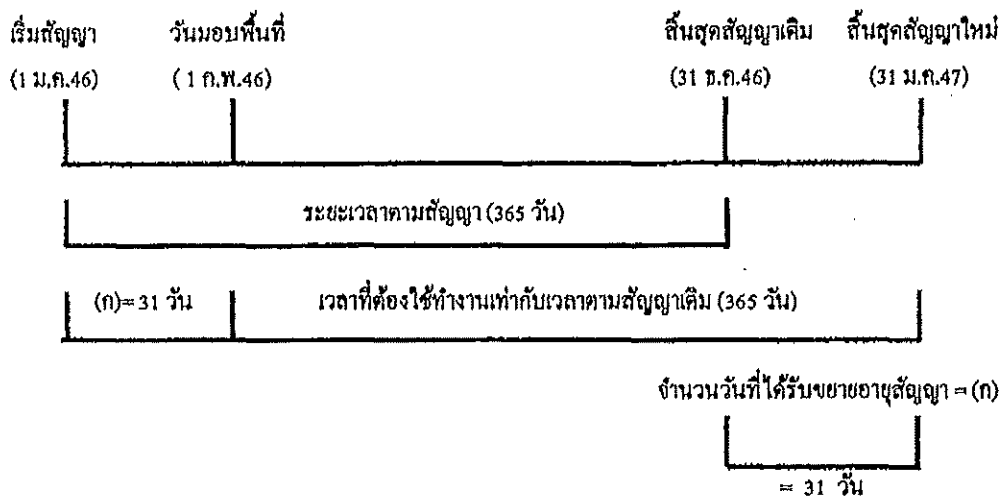 เริ่มสัญญา วันมอบพื้นที่ สิ้นสุดสัญญาเดิม สิ้นสุดสัญญาใหม่
(1 ม.ค.46) ( 1 ก.พ.46) (31 ธ.ค.46) (31 ม.ค.47)
ระยะเวลาตามสัญญา (365 วัน)
(ก)= 31 วัน เวลาที่ต้องใช้ทำงานเท่ากับเวลาตามสัญญาเดิม (365 วัน)
จำนวนวันที่ได้รับขยายอายุสัญญา = (ก)
= 31 วัน